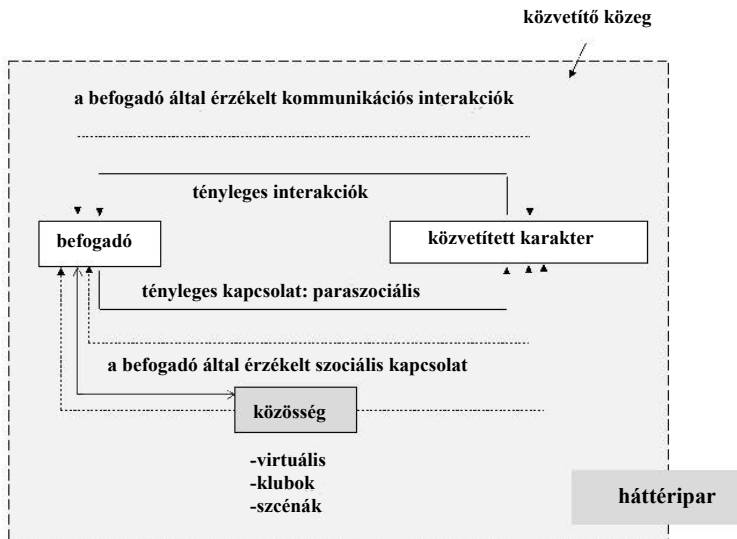 közvetítő közeg
a befogadó által érzékelt kommunikációs interakciók
tényleges interakciók
befogadó
közvetített karakter
tényleges kapcsolat: paraszociális
a befogadó által érzékelt szociális kapcsolat
közösség
-virtuális
-klubok
-szcénák
háttéripar